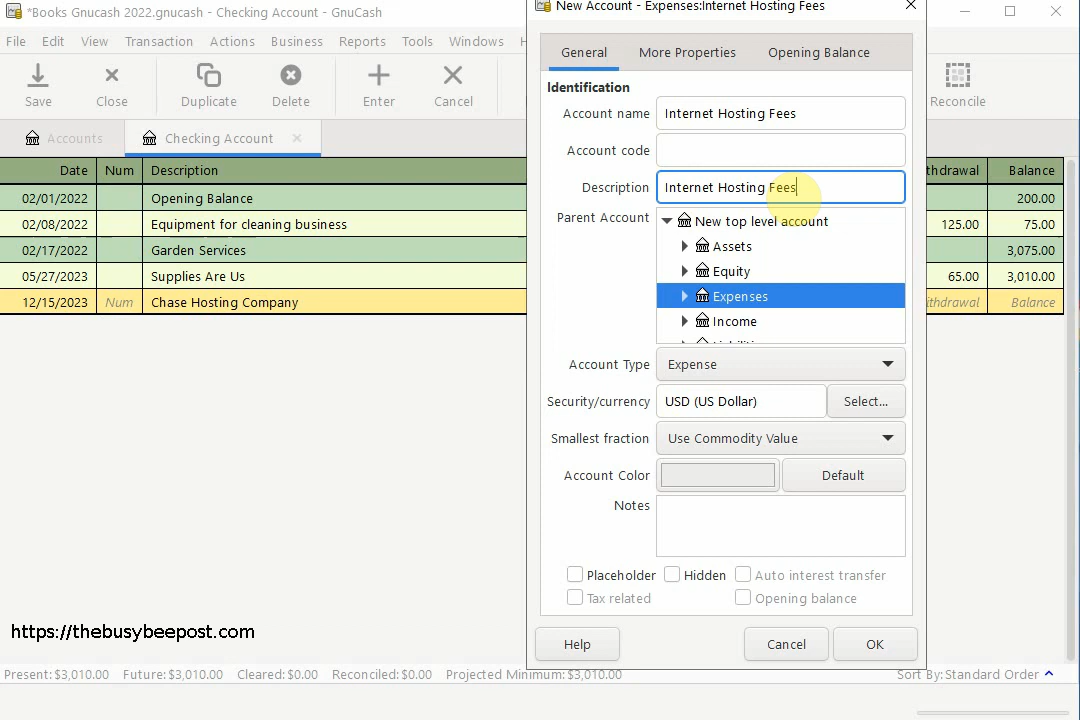 *Books Gnucash 2022.gnucash - Checking Account - GnuCash
File Edit View Transaction Actions Business Reports Tools Windows
Save Close Duplicate Delete Enter Cancel Reconcile
Accounts Checking Account
Date Num Description Balance
02/01/2022 Opening Balance 200.00
02/08/2022 Equipment for cleaning business 125.00 75.00
02/17/2022 Garden Services 3,075.00
05/27/2023 Supplies Are Us 65.00 3,010.00
12/15/2023 Num Chase Hosting Company Balance
https://thebusybeepost.com
Present: $3,010.00 Future: $3,010.00 Cleared: $0.00 Reconciled: $0.00 Projected Minimum: $3,010.00 Sort By: Standard Order
New Account - Expenses:Internet Hosting Fees
General More Properties Opening Balance
Identification
Account name Internet Hosting Fees
Account code
Description Internet Hosting Fees
Parent Account New top level account
Assets
Equity
Expenses
Income
Account Type Expense
Security/currency USD (US Dollar) Select...
Smallest fraction Use Commodity Value
Account Color Default
Notes
Placeholder Hidden Auto interest transfer
Tax related Opening balance
Help Cancel OK